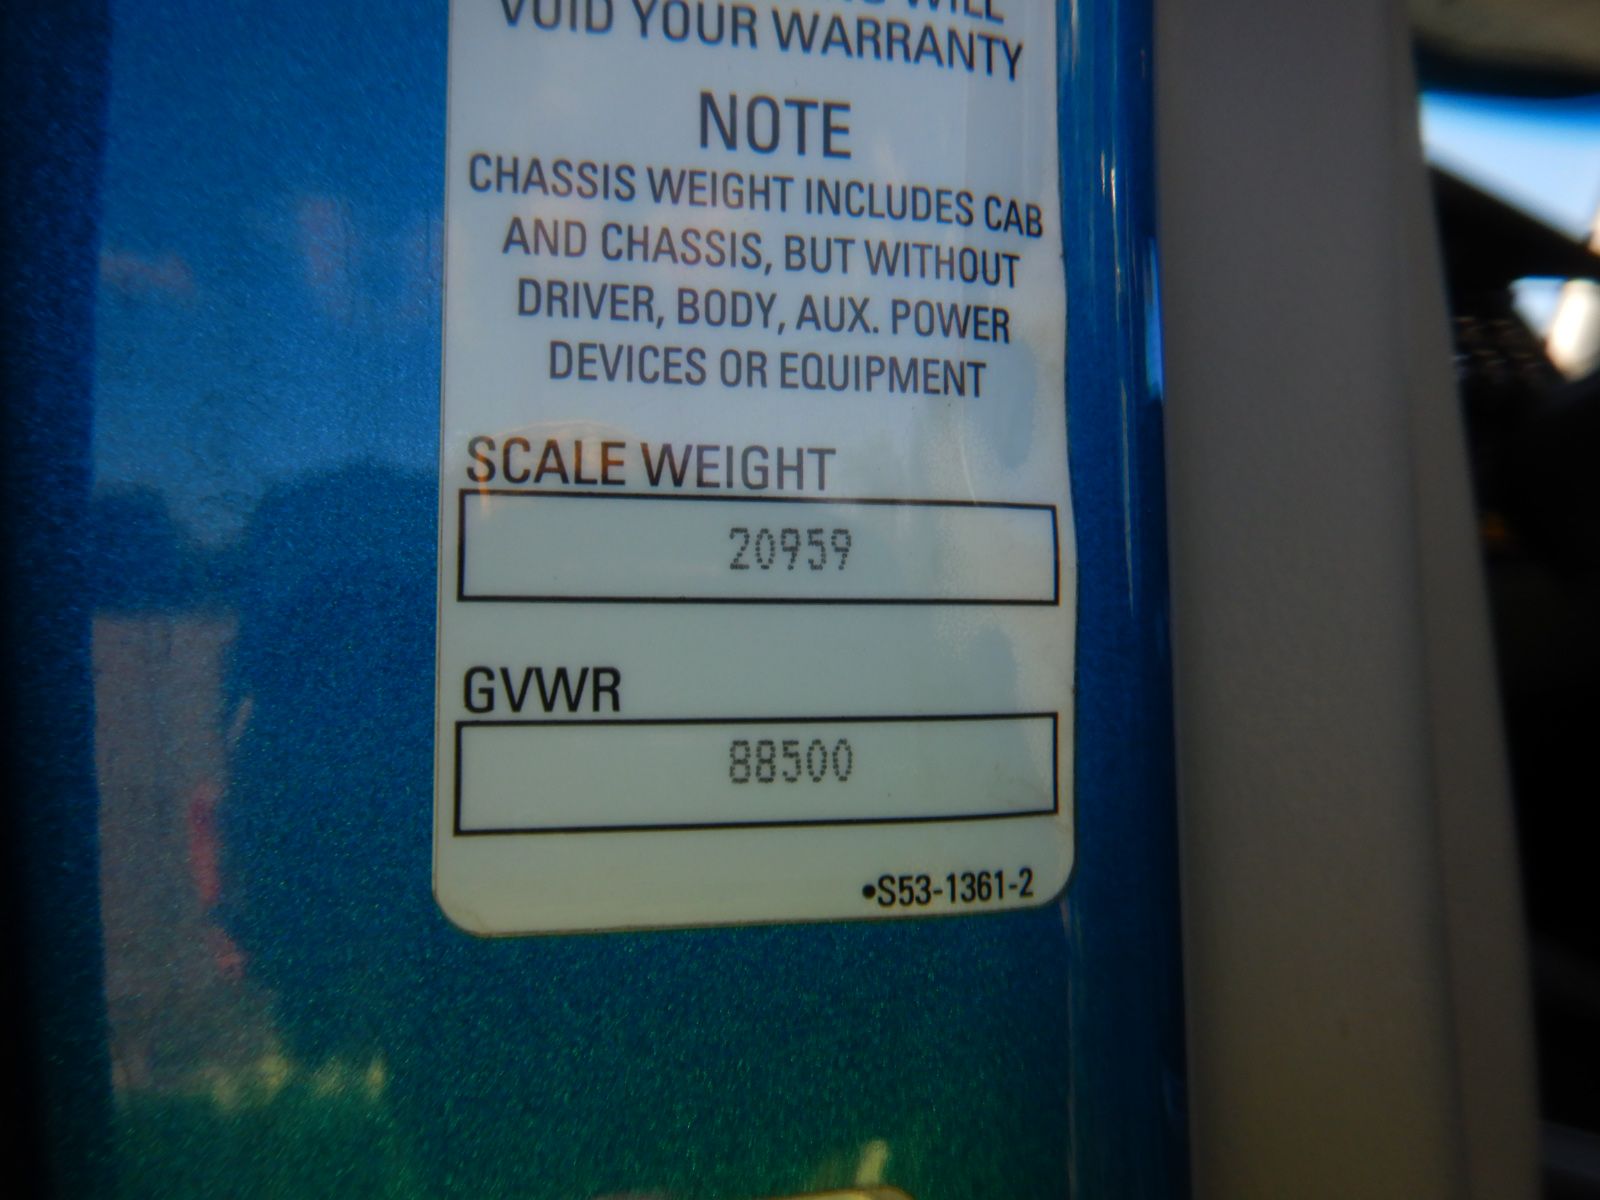 WILL
VOID YOUR WARRANTY
NOTE
CHASSIS WEIGHT INCLUDES CAB
AND CHASSIS, BUT WITHOUT
DRIVER, BODY, AUX. POWER
DEVICES OR EQUIPMENT
SCALE WEIGHT
20959
GVWR
88500
•S53-1361-2